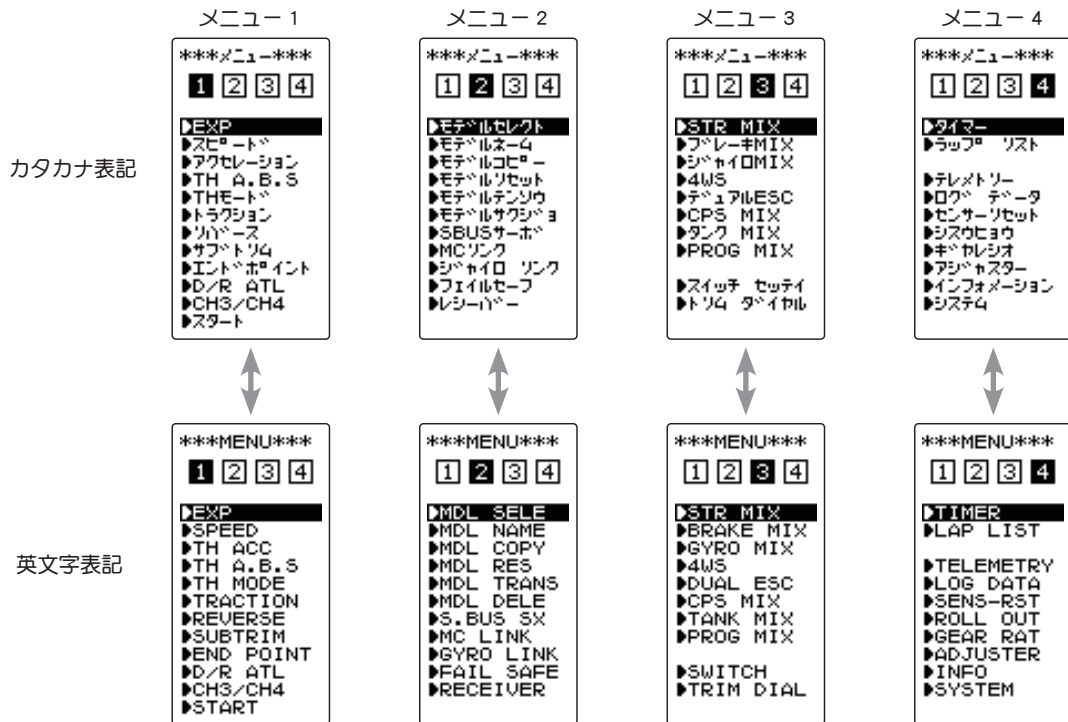 メニュー 1
***メニュー***
1 2 3 4
EXP
スピード
アクセレーション
TH A.B.S
THモード
トラクション
リバース
サブトリム
エンドポイント
D/R ATL
CH3/CH4
スタート
メニュー 2
***メニュー***
1 2 3 4
モデルセレクト
モデルネーム
モデルコピー
モデルリセット
モデルテンソウ
モデルサクジョ
SBUSサーボ
MCリンク
ジャイロ リンク
フェイルセーフ
レシーバー
メニュー 3
***メニュー***
1 2 3 4
STR MIX
ブレーキMIX
ジャイロMIX
4WS
デュアルESC
CPS MIX
タンク MIX
PROG MIX
スイッチ セッテイ
トリム ダイヤル
メニュー 4
***メニュー***
1 2 3 4
タイマー
ラップ リスト
テレメトリー
ログ データ
センサーリセット
シズウヒョウ
ギヤレシオ
アジャスター
インフォメーション
システム
カタカナ表記
***MENU***
1 2 3 4
EXP
SPEED
TH ACC
TH A.B.S
TH MODE
TRACTION
REVERSE
SUBTRIM
END POINT
D/R ATL
CH3/CH4
START
***MENU***
1 2 3 4
MDL SELE
MDL NAME
MDL COPY
MDL RES
MDL TRANS
MDL DELE
S.BUS SX
MC LINK
GYRO LINK
FAIL SAFE
RECEIVER
***MENU***
1 2 3 4
STR MIX
BRAKE MIX
GYRO MIX
4WS
DUAL ESC
CPS MIX
TANK MIX
PROG MIX
SWITCH
TRIM DIAL
***MENU***
1 2 3 4
TIMER
LAP LIST
TELEMETRY
LOG DATA
SENS-RST
ROLL OUT
GEAR RAT
ADJUSTER
INFO
SYSTEM
英文字表記